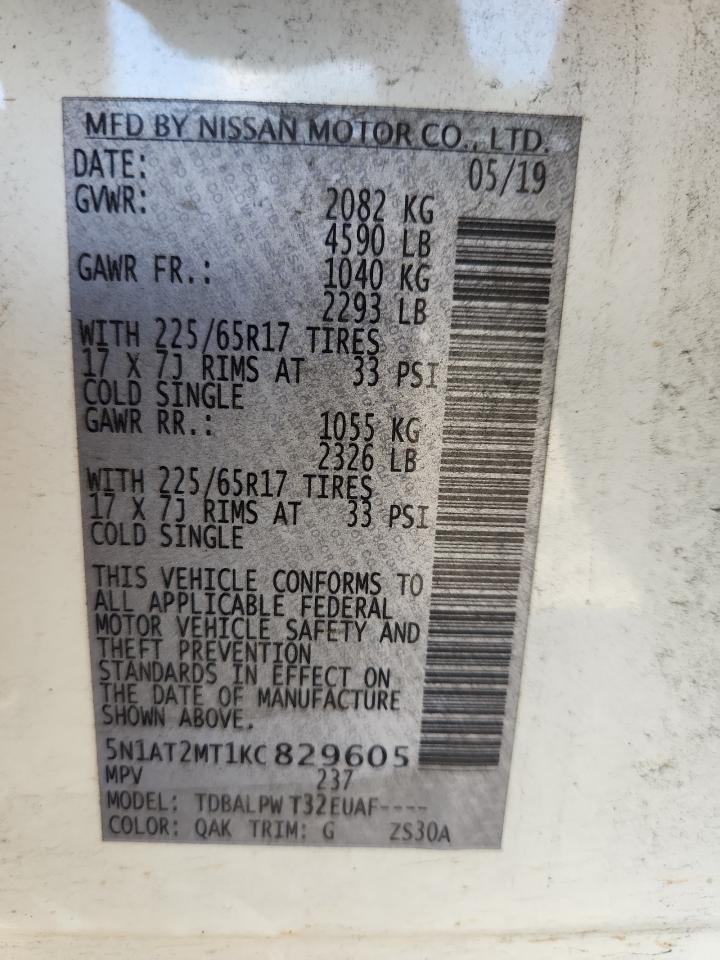 MFD BY NISSAN MOTOR CO., LTD.
DATE: 05/19
GVWR: 2082 KG
4590 LB
GAWR FR.: 1040 KG
2293 LB
WITH 225/65R17 TIRES
17 X 7J RIMS AT 33 PSI
COLD SINGLE
GAWR RR.: 1055 KG
2326 LB
WITH 225/65R17 TIRES
17 X 7J RIMS AT 33 PSI
COLD SINGLE
THIS VEHICLE CONFORMS TO
ALL APPLICABLE FEDERAL
MOTOR VEHICLE SAFETY AND
THEFT PREVENTION
STANDARDS IN EFFECT ON
THE DATE OF MANUFACTURE
SHOWN ABOVE.
5N1AT2MT1KC829605
MPV 237
MODEL: TDBALPW T32EUAF----
COLOR: QAK TRIM: G ZS30A